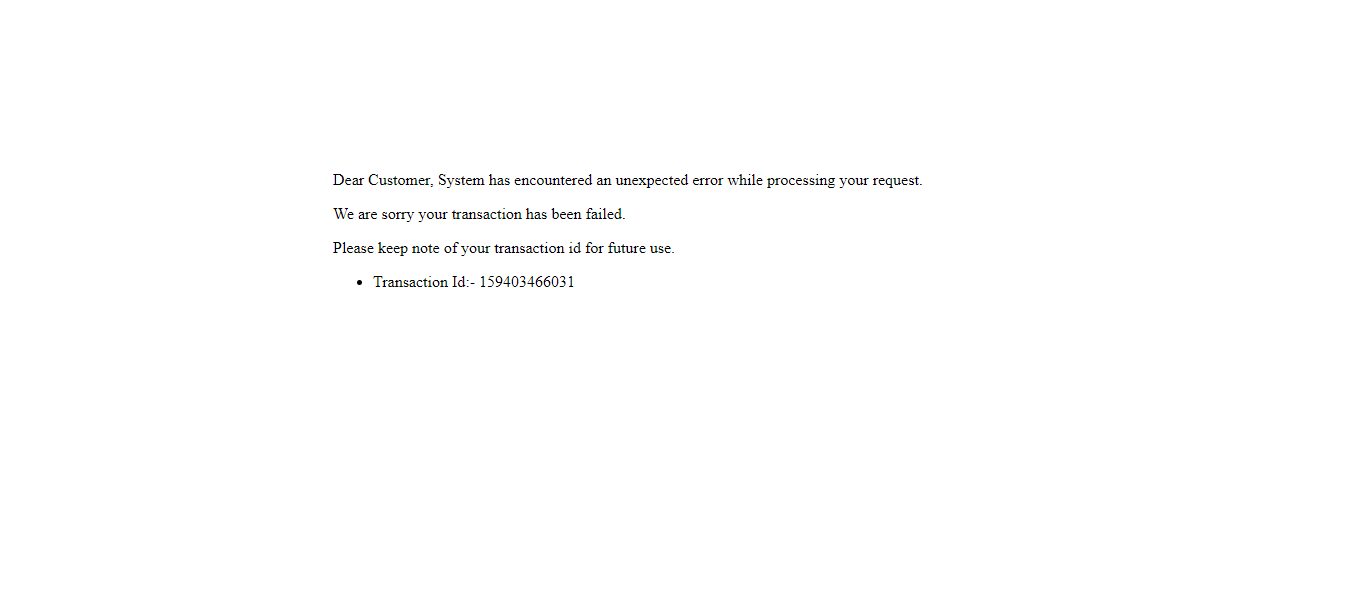 Dear Customer, System has encountered an unexpected error while processing your request.
We are sorry your transaction has been failed.
Please keep note of your transaction id for future use.
• Transaction Id:- 159403466031